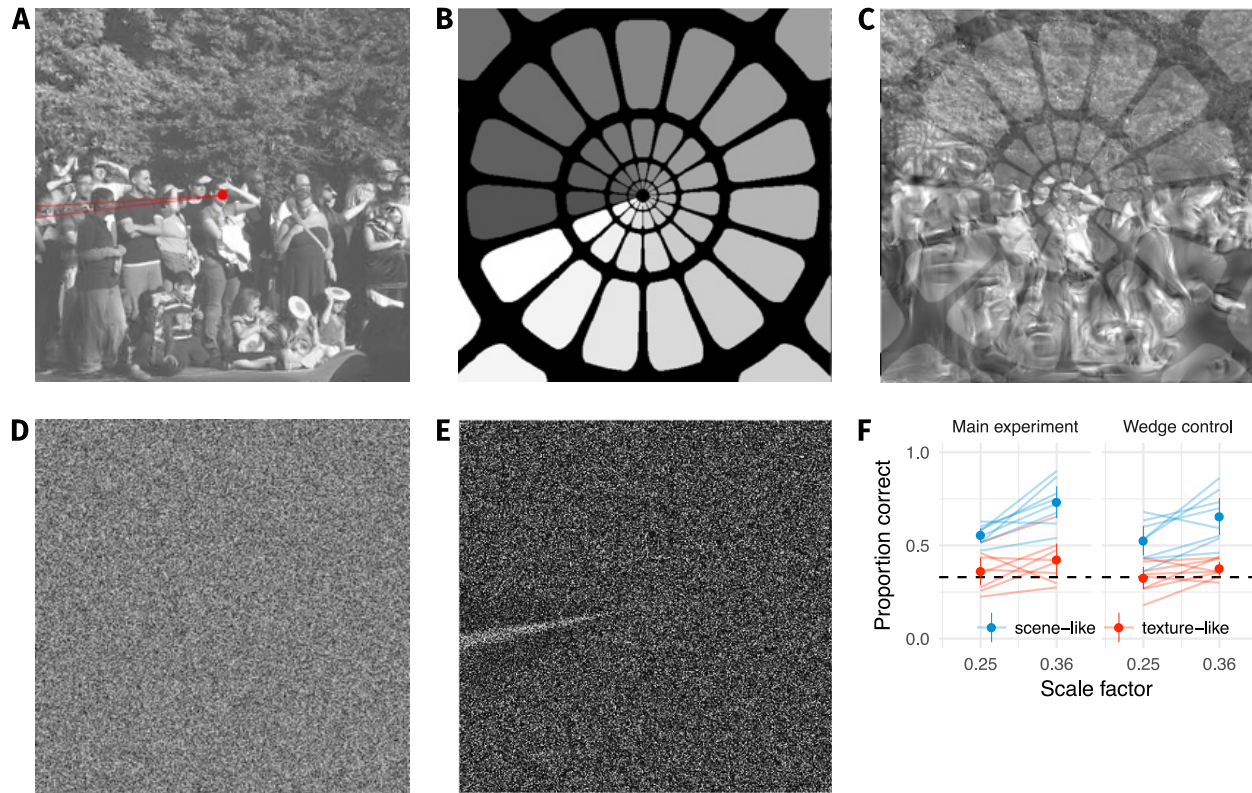 A
B
C
D
E
F
Main experiment
Wedge control
1.0
0.5
0.0
Proportion correct
scene-like
texture-like
0.25
0.36
0.25
0.36
Scale factor